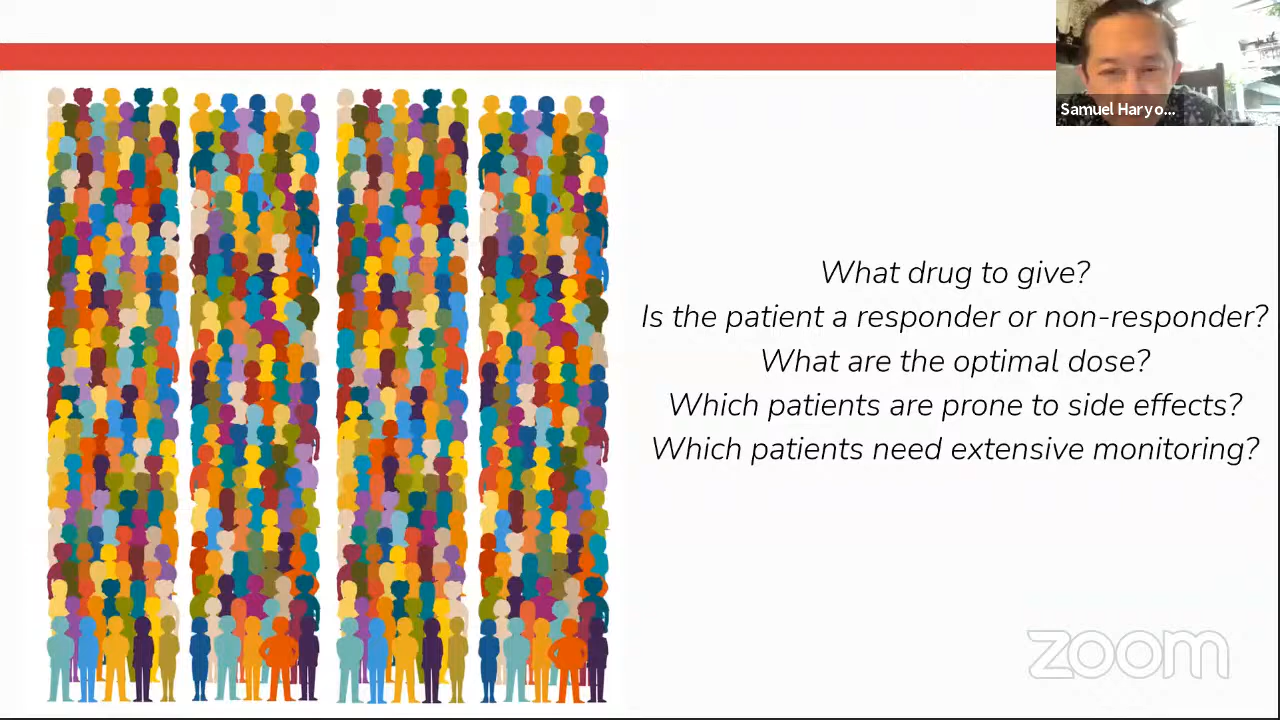 Samuel Haryo...
What drug to give?
Is the patient a responder or non-responder?
What are the optimal dose?
Which patients are prone to side effects?
Which patients need extensive monitoring?
zoom